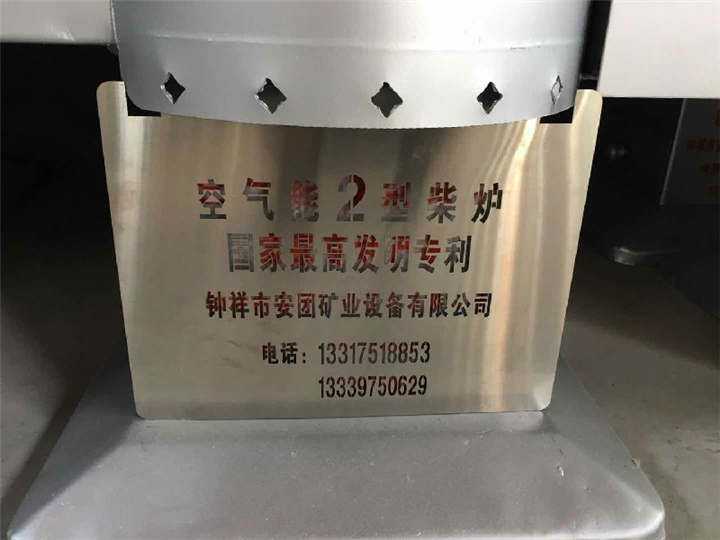 空气能2型柴炉
国家最高发明专利
钟祥市安团矿业设备有限公司
电话：13317518853
13339750629